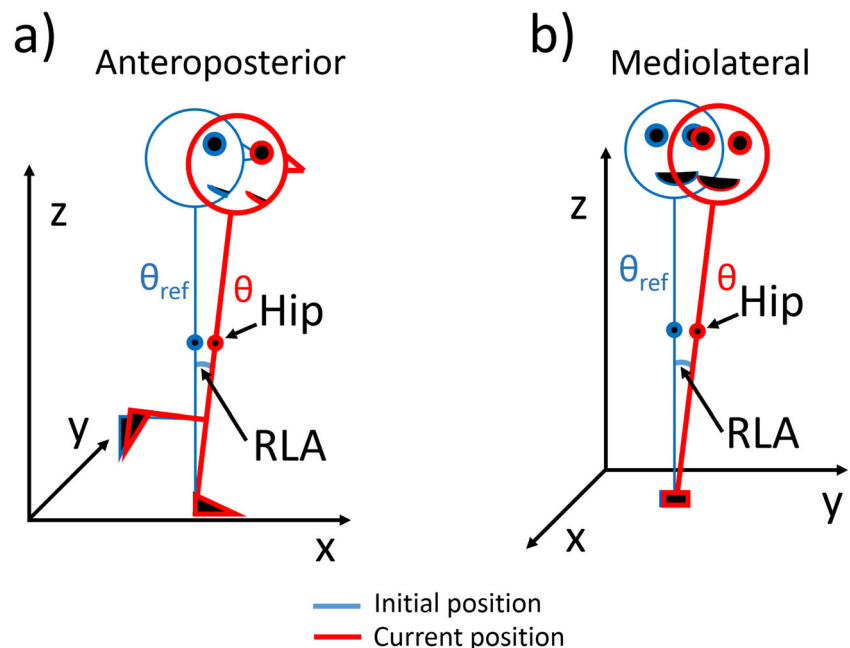 a)
Anteroposterior
z
θref
θ
Hip
RLA
y
x
b)
Mediolateral
z
θref
θ
Hip
RLA
y
x
Initial position
Current position